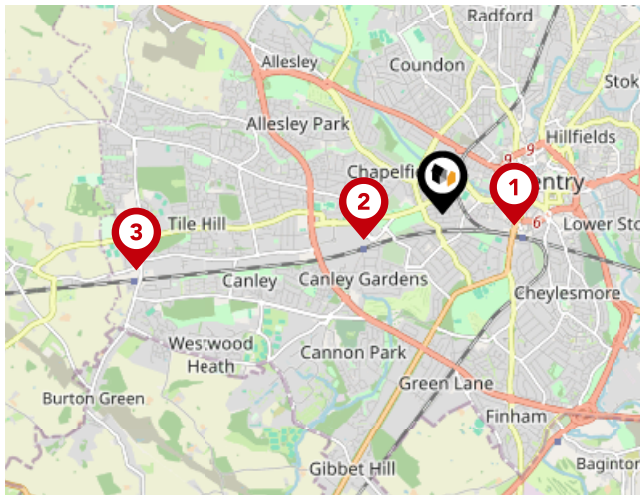 Radford
Allesley
Coundon
Stok
Allesley Park
Hillfields
9
9
Chapelfi
entry
1
2
Tile Hill
6
Lower Sto
3
Canley
Canley Gardens
Cheylesmore
Westwood
Heath
Cannon Park
Green Lane
Burton Green
Finham
Gibbet Hill
Baginton